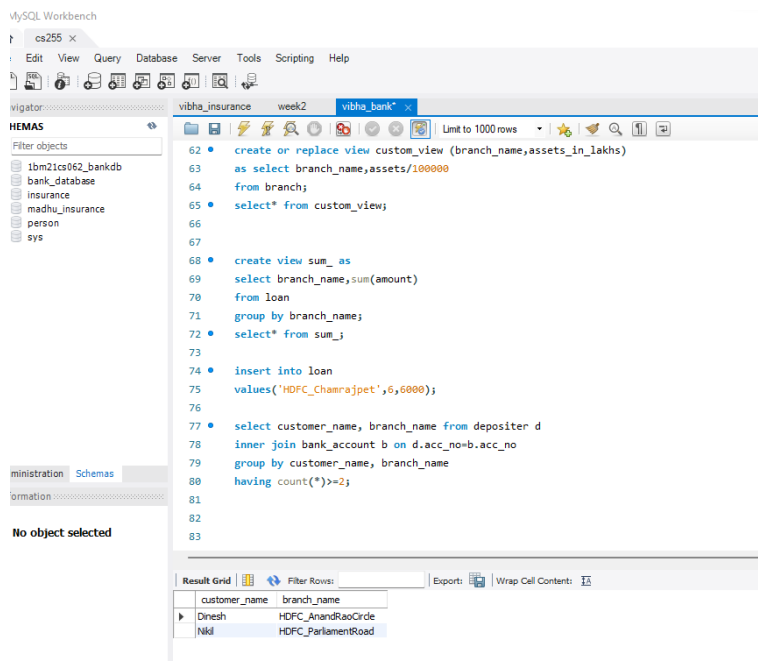 MySQL Workbench
cs255 ×
Edit View Query Database Server Tools Scripting Help
vigator
vibha_insurance week2 vibha_bank* ×
HEMAS
Limit to 1000 rows
Filter objects
1bm21cs062_bankdb
bank_database
insurance
madhu_insurance
person
sys
62 create or replace view custom_view (branch_name,assets_in_lakhs)
63 as select branch_name,assets/100000
64 from branch;
65 select* from custom_view;
66
67
68 create view sum_ as
69 select branch_name,sum(amount)
70 from loan
71 group by branch_name;
72 select* from sum_;
73
74 insert into loan
75 values('HDFC_Chamrajpet',6,6000);
76
77 select customer_name, branch_name from depositer d
78 inner join bank_account b on d.acc_no=b.acc_no
79 group by customer_name, branch_name
80 having count(*)>=2;
81
82
83
ministration Schemas
ormation
No object selected
Result Grid Filter Rows: Export: Wrap Cell Content: IA
customer_name branch_name
Dinesh HDFC_AnandRaoCircle
Nikil HDFC_ParliamentRoad